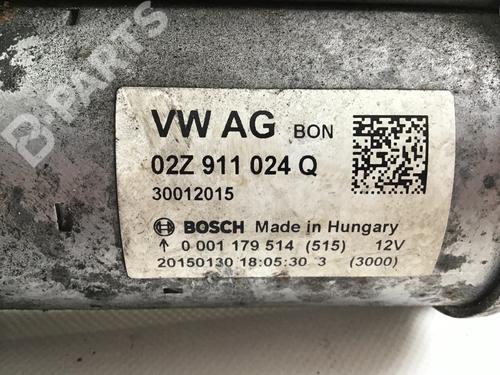 B-PARTS
VW AG BON
02Z 911 024 Q
30012015
BOSCH Made in Hungary
↑ 0 001 179 514 (515) 12V
20150130 18:05:30 3 (3000)